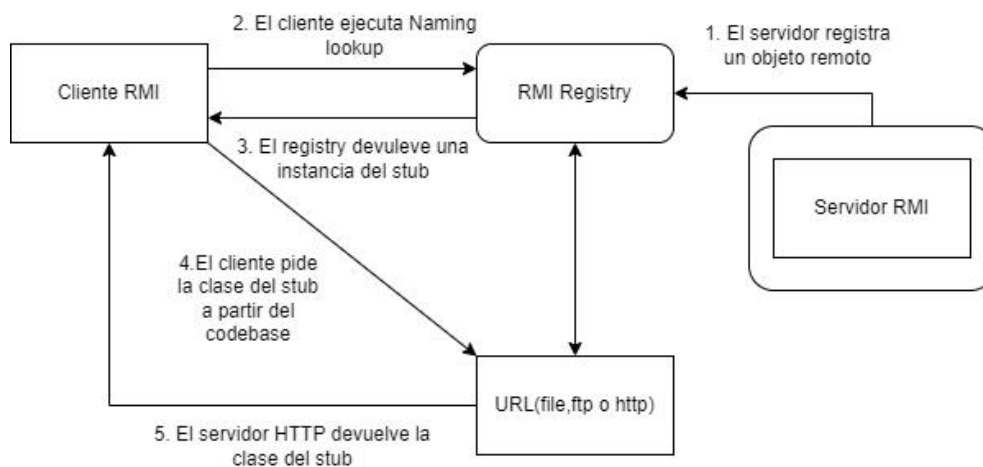 2. El cliente ejecuta Naming
lookup
1. El servidor registra
un objeto remoto
Cliente RMI
RMI Registry
3. El registry devuleve una
instancia del stub
Servidor RMI
4.El cliente pide
la clase del stub
a partir del
codebase
URL(file,ftp o http)
5. El servidor HTTP devuelve la
clase del stub